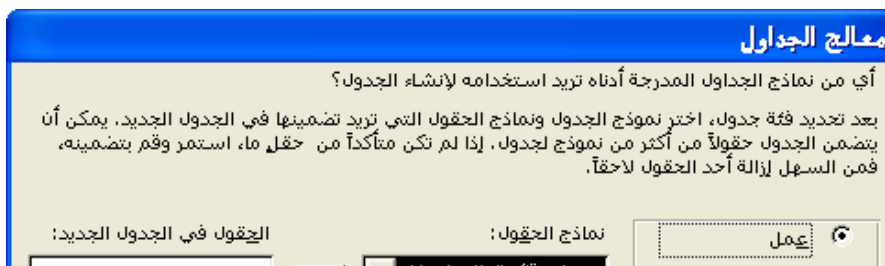 معالج الجداول
أي من نماذج الجداول المدرجة أدناه تريد استخدامه لإنشاء الجدول؟
بعد تحديد فئة جدول، اختر نموذج الجدول ونماذج الحقول التي تريد تضمينها في الجدول الجديد. يمكن أن
يتضمن الجدول حقولاً من أكثر من نموذج لجدول. إذا لم تكن متأكداً من حقل ما، استمر وقم بتضمينه،
فمن السهل إزالة أحد الحقول لاحقاً.
عمل نماذج الحقول: الحقول في الجدول الجديد: